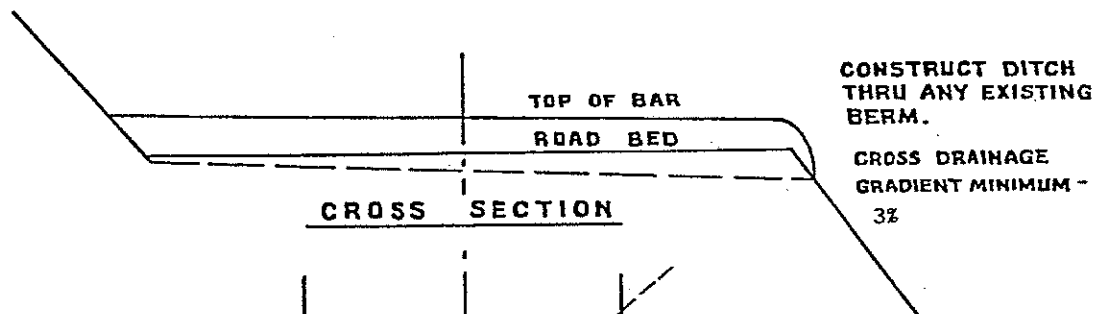 CONSTRUCT DITCH
THRU ANY EXISTING
BERM.
TOP OF BAR
ROAD BED
CROSS DRAINAGE
GRADIENT MINIMUM -
3%
CROSS SECTION